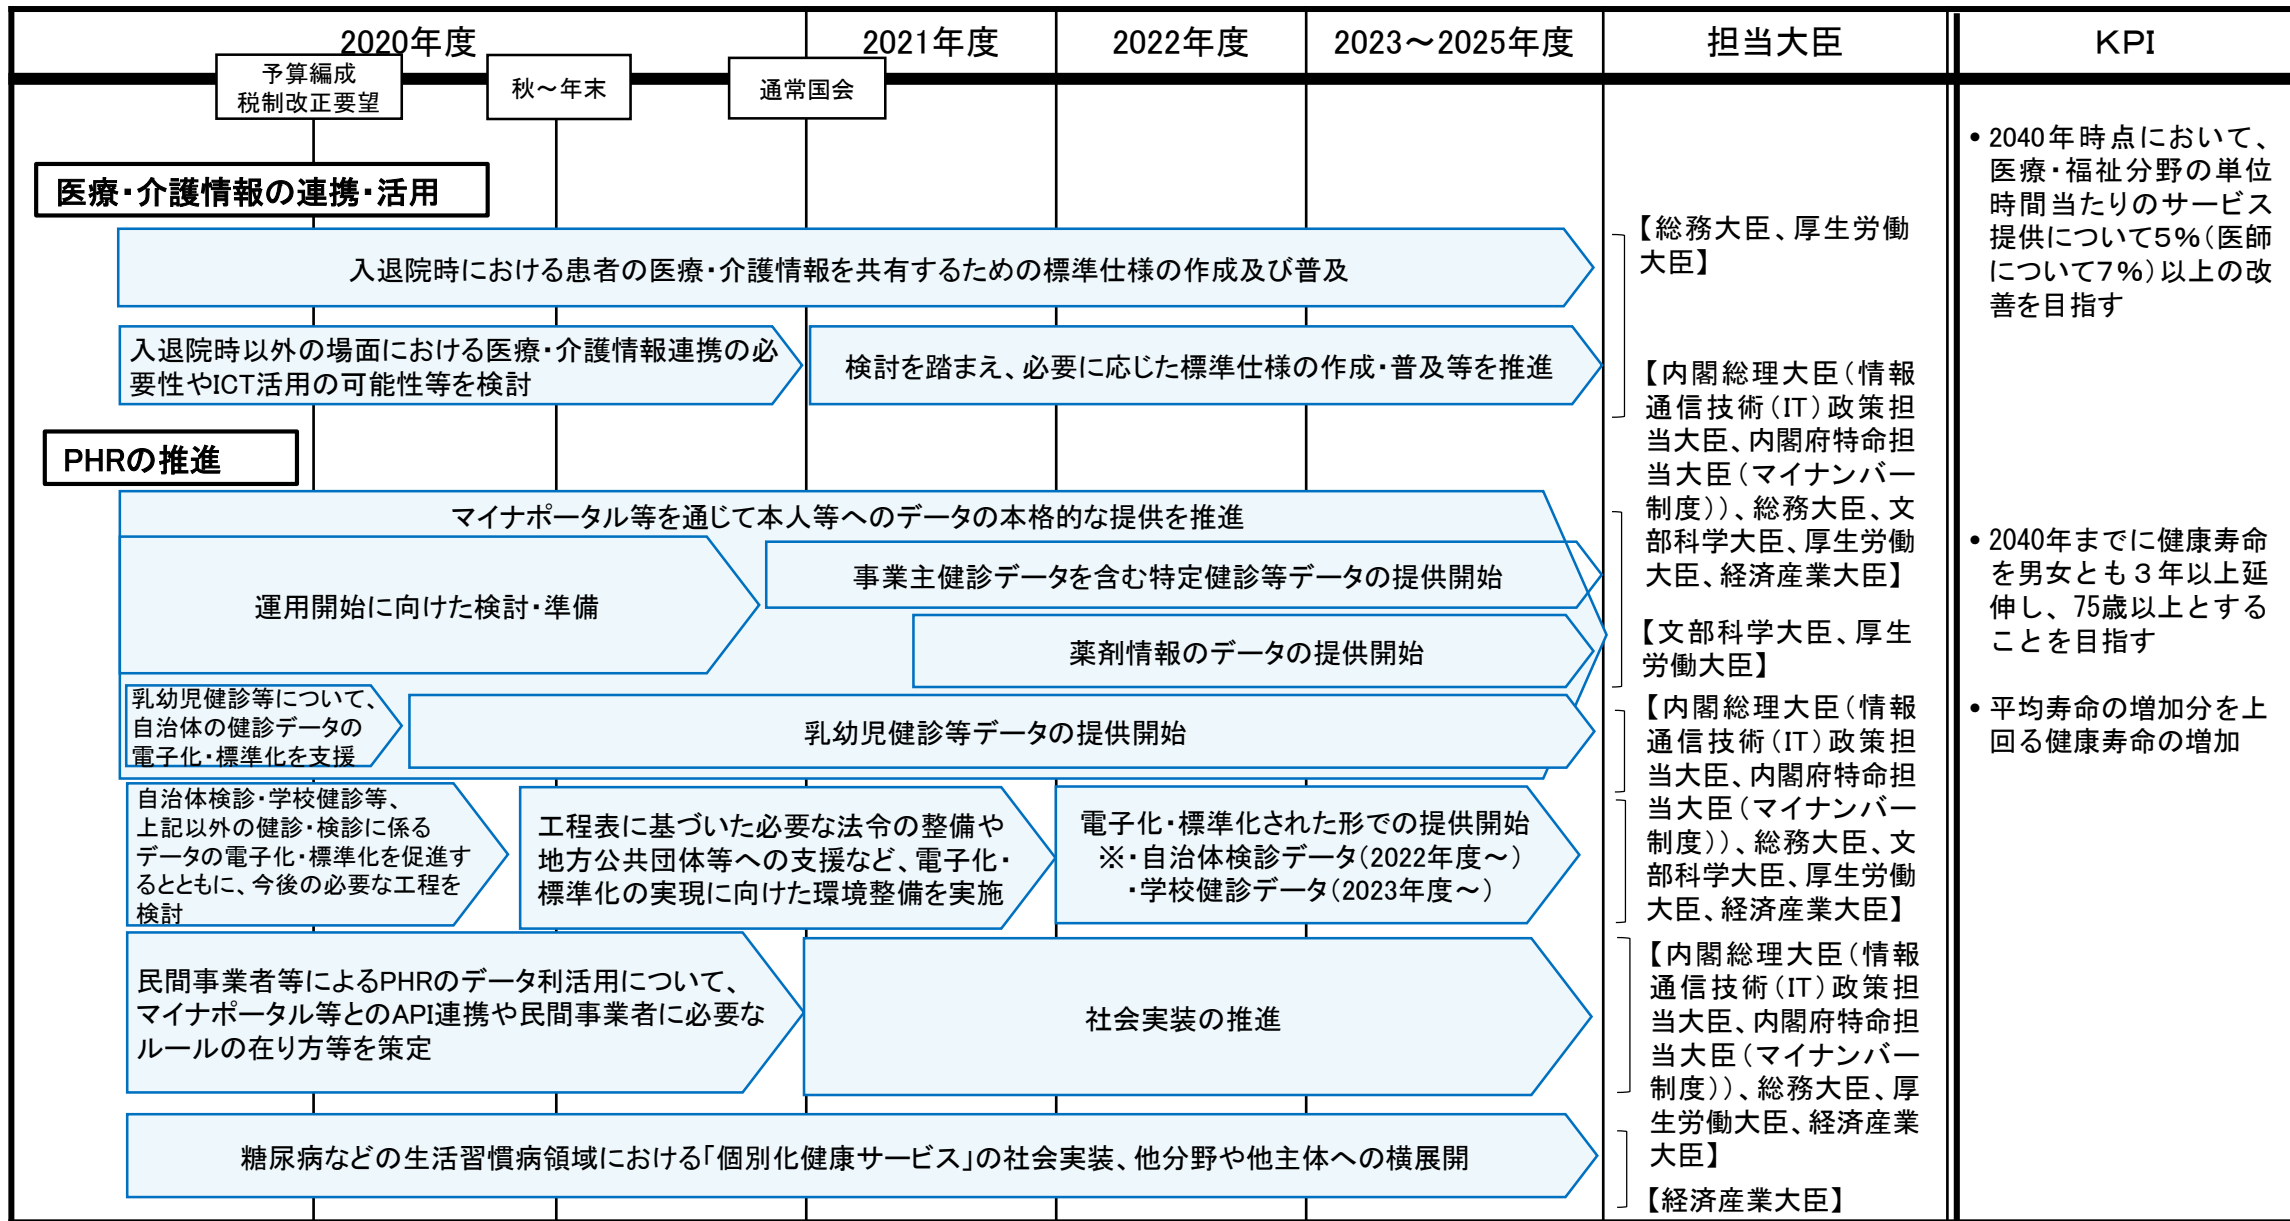 2020年度
2021年度
2022年度
2023～2025年度
担当大臣
KPI
予算編成
税制改正要望
秋～年末
通常国会
医療・介護情報の連携・活用
入退院時における患者の医療・介護情報を共有するための標準仕様の作成及び普及
入退院時以外の場面における医療・介護情報連携の必
要性やICT活用の可能性等を検討
検討を踏まえ、必要に応じた標準仕様の作成・普及等を推進
PHRの推進
マイナポータル等を通じて本人等へのデータの本格的な提供を推進
運用開始に向けた検討・準備
事業主健診データを含む特定健診等データの提供開始
薬剤情報のデータの提供開始
乳幼児健診等について、
自治体の健診データの
電子化・標準化を支援
乳幼児健診等データの提供開始
自治体検診・学校健診等、
上記以外の健診・検診に係る
データの電子化・標準化を促進す
るとともに、今後の必要な工程を
検討
工程表に基づいた必要な法令の整備や
地方公共団体等への支援など、電子化・
標準化の実現に向けた環境整備を実施
電子化・標準化された形での提供開始
※・自治体検診データ（2022年度～）
・学校健診データ（2023年度～）
民間事業者等によるPHRのデータ利活用について、
マイナポータル等とのAPI連携や民間事業者に必要な
ルールの在り方等を策定
社会実装の推進
糖尿病などの生活習慣病領域における「個別化健康サービス」の社会実装、他分野や他主体への横展開
【総務大臣、厚生労働
大臣】
【内閣総理大臣（情報
通信技術（IT）政策担
当大臣、内閣府特命担
当大臣（マイナンバー
制度））、総務大臣、文
部科学大臣、厚生労働
大臣、経済産業大臣】
【文部科学大臣、厚生
労働大臣】
【内閣総理大臣（情報
通信技術（IT）政策担
当大臣、内閣府特命担
当大臣（マイナンバー
制度））、総務大臣、文
部科学大臣、厚生労働
大臣、経済産業大臣】
【内閣総理大臣（情報
通信技術（IT）政策担
当大臣、内閣府特命担
当大臣（マイナンバー
制度））、総務大臣、厚
生労働大臣、経済産業
大臣】
【経済産業大臣】
• 2040年時点において、
医療・福祉分野の単位
時間当たりのサービス
提供について5%（医師
について7%）以上の改
善を目指す
• 2040年までに健康寿命
を男女とも３年以上延
伸し、75歳以上とする
ことを目指す
• 平均寿命の増加分を上
回る健康寿命の増加